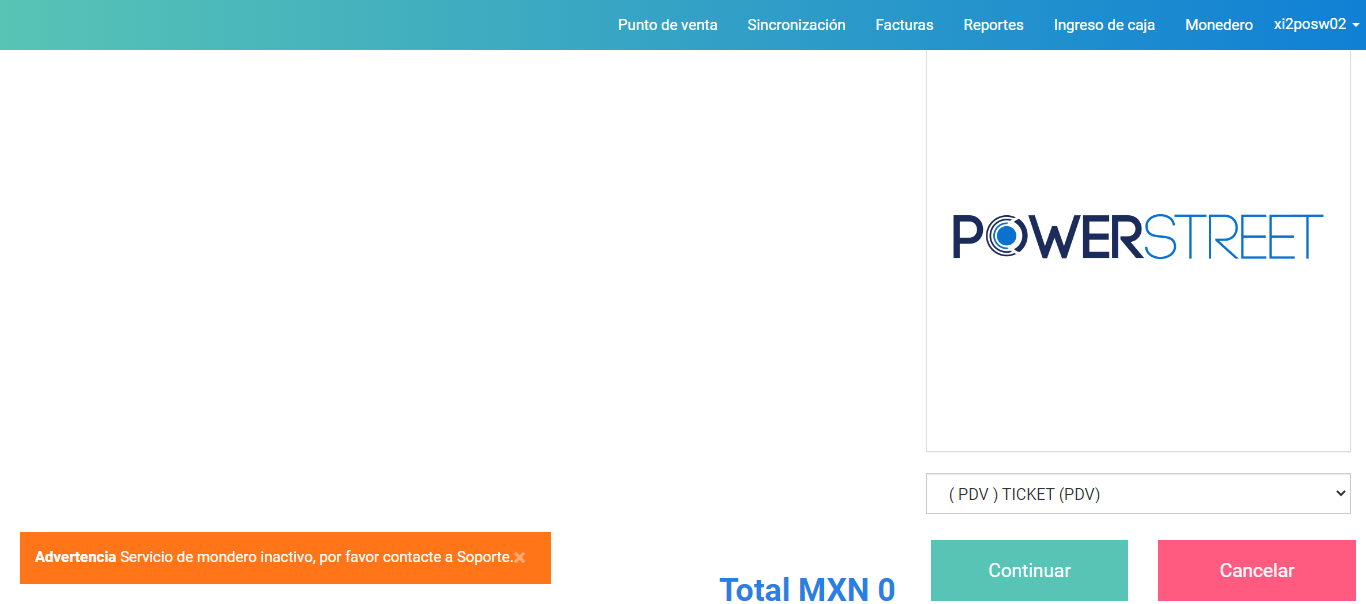 Punto de venta Sincronización Facturas Reportes Ingreso de caja Monedero xi2posw02
POWERSTREET
( PDV ) TICKET (PDV)
Advertencia Servicio de mondero inactivo, por favor contacte a Soporte.×
Continuar Cancelar
Total MXN 0